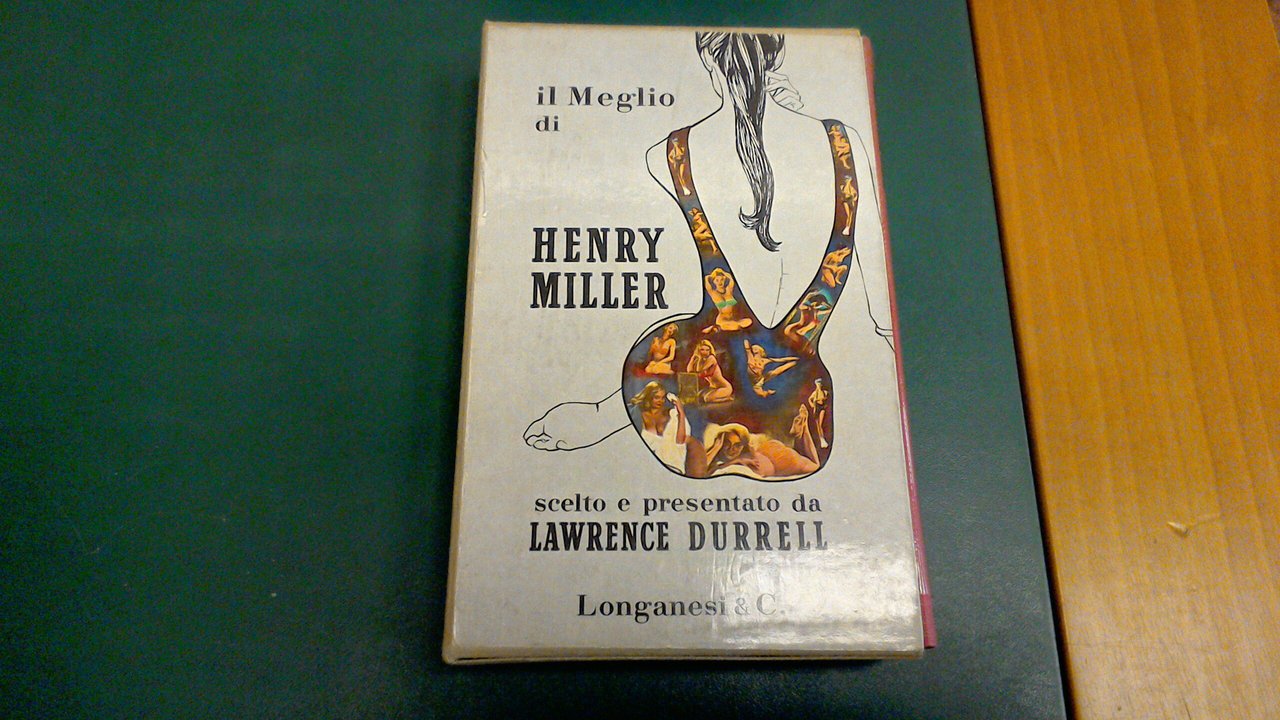 il Meglio
di
HENRY
MILLER
scelto e presentato da
LAWRENCE DURRELL
Longanesi & C.